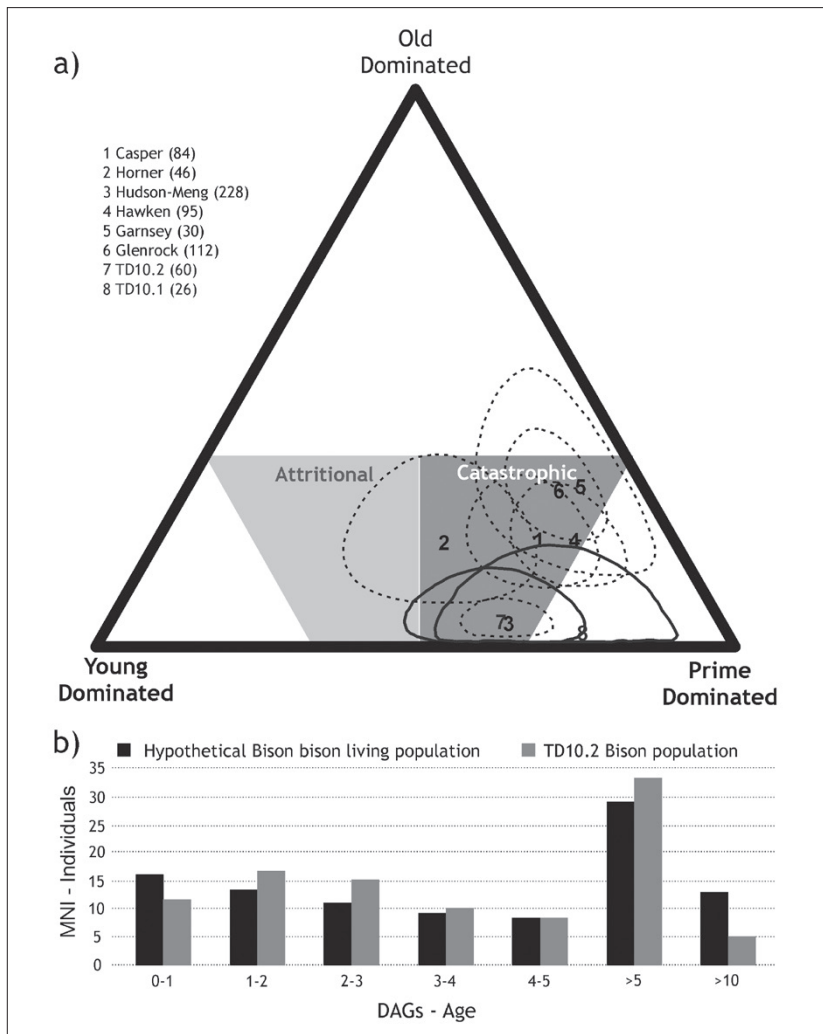 a)
Old
Dominated
1 Casper (84)
2 Horner (46)
3 Hudson-Meng (228)
4 Hawken (95)
5 Garnsey (30)
6 Glenrock (112)
7 TD10.2 (60)
8 TD10.1 (26)
Attritional
Catastrophic
6 5
2 1 4
7 3 8
Young
Dominated
Prime
Dominated
b)
Hypothetical Bison bison living population
TD10.2 Bison population
MNI - Individuals
35
30
25
20
15
10
5
0
0-1 1-2 2-3 3-4 4-5 >5 >10
DAGs - Age